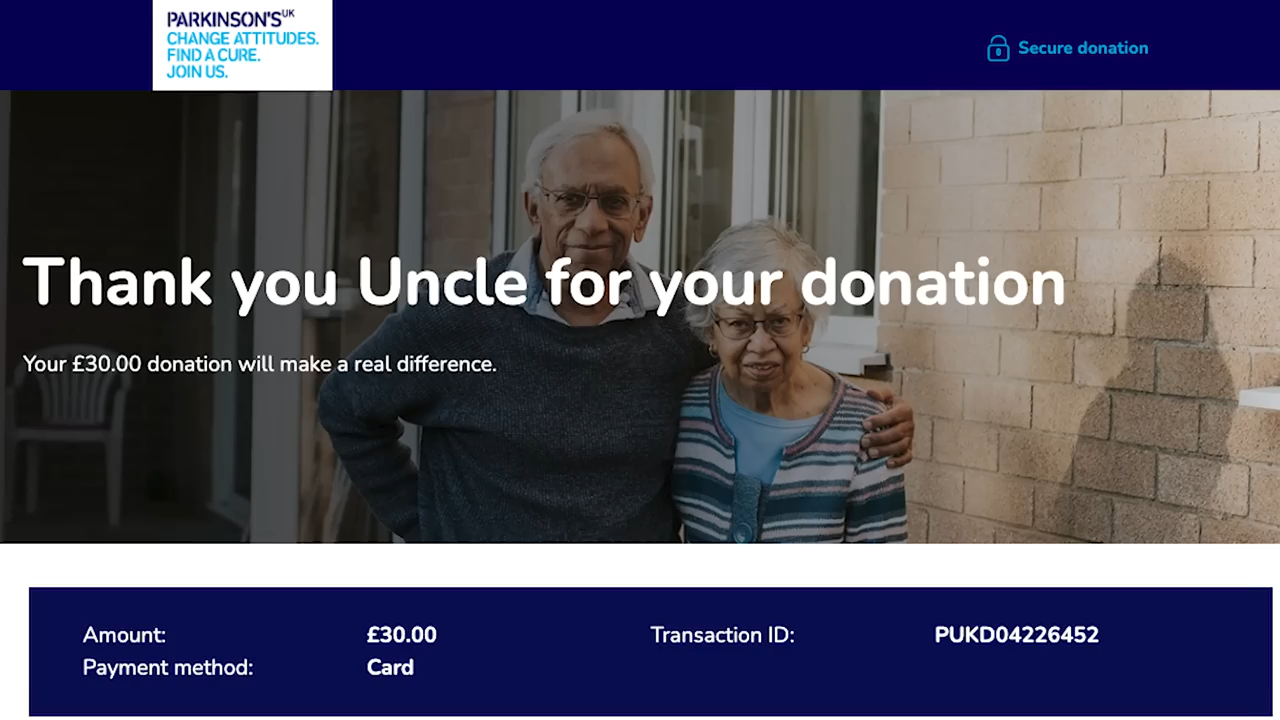 PARKINSON'S UK
CHANGE ATTITUDES.
FIND A CURE.
JOIN US.
Secure donation
Thank you Uncle for your donation
Your £30.00 donation will make a real difference.
Amount: £30.00 Transaction ID: PUKD04226452
Payment method: Card